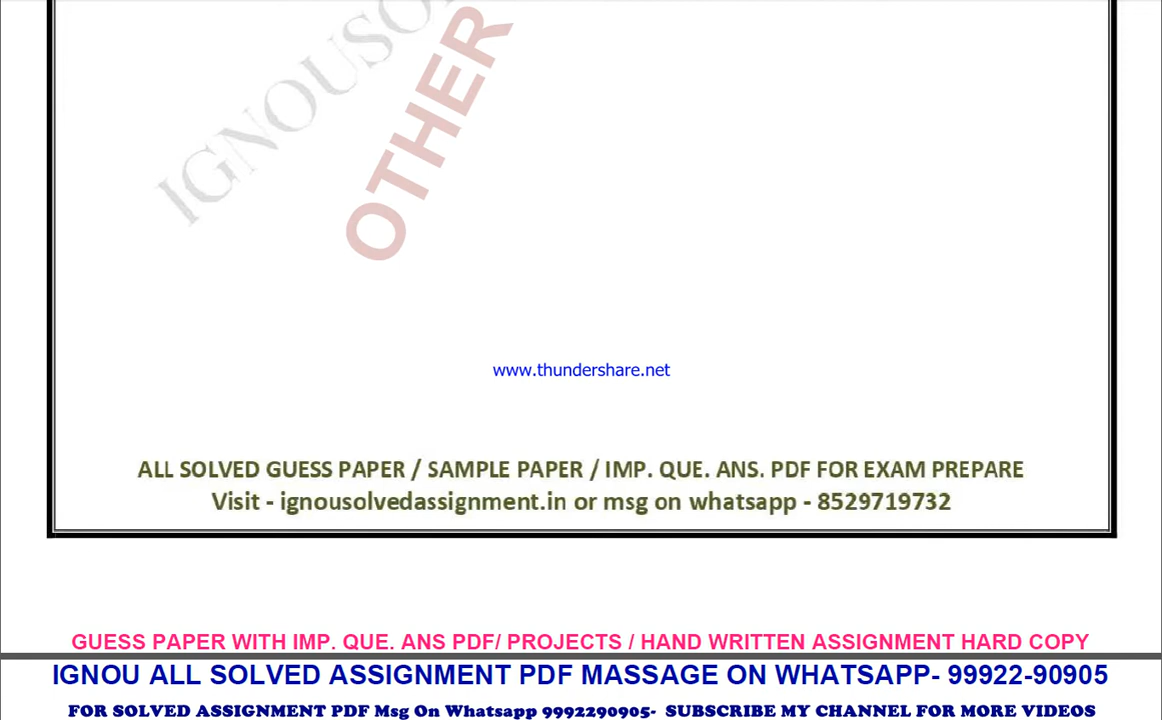 IGNOUSO
OTHER
www.thundershare.net
ALL SOLVED GUESS PAPER / SAMPLE PAPER / IMP. QUE. ANS. PDF FOR EXAM PREPARE
Visit - ignousolvedassignment.in or msg on whatsapp - 8529719732
GUESS PAPER WITH IMP. QUE. ANS PDF/ PROJECTS / HAND WRITTEN ASSIGNMENT HARD COPY
IGNOU ALL SOLVED ASSIGNMENT PDF MASSAGE ON WHATSAPP- 99922-90905
FOR SOLVED ASSIGNMENT PDF Msg On Whatsapp 9992290905- SUBSCRIBE MY CHANNEL FOR MORE VIDEOS